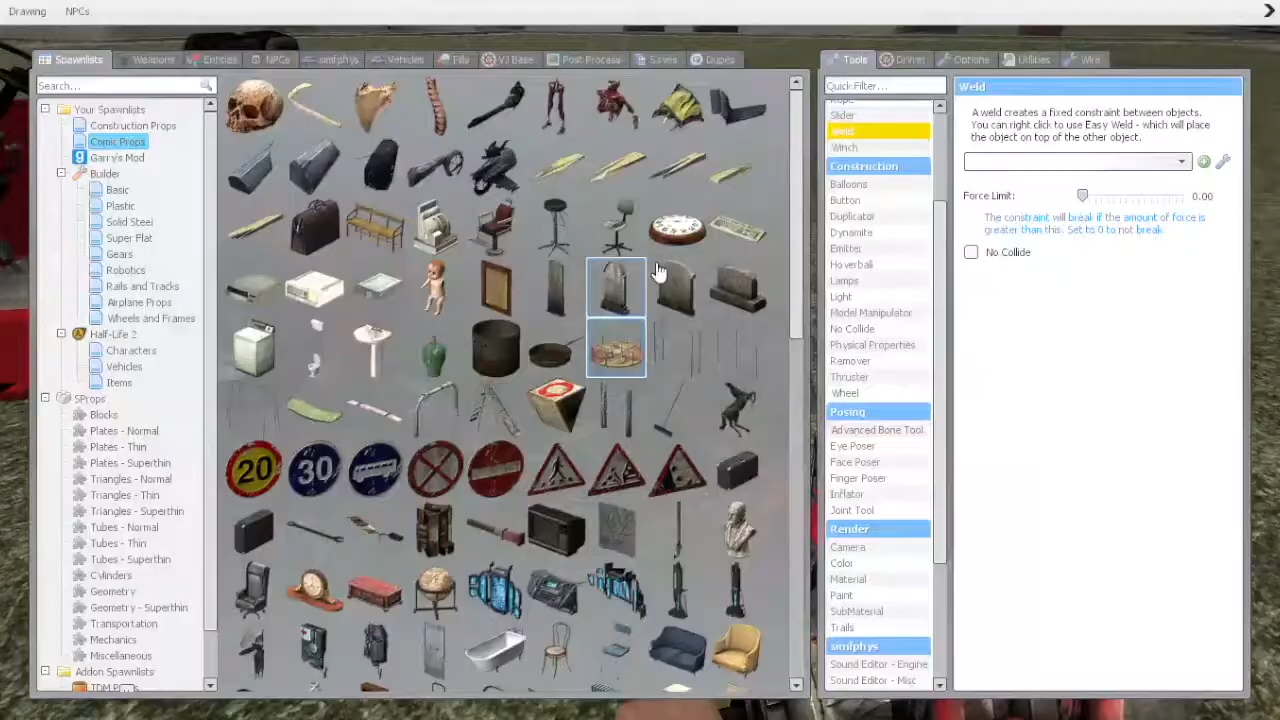 Drawing NPCs
Spawnlists Weapons Entities NPCs simfphys Vehicles Post Process Saves Dupes
Tools Options Utilities Wire
Search...
Your Spawnlists
Construction Props
Comic Props
Garry's Mod
Builder
Basic
Plastic
Solid Steel
Super Flat
Gears
Robotics
Rails and Tracks
Airplane Props
Wheels and Frames
Half-Life 2
Characters
Vehicles
Items
SProps
Blocks
Plates - Normal
Plates - Thin
Plates - Superthin
Triangles - Normal
Triangles - Thin
Triangles - Superthin
Tubes - Normal
Tubes - Thin
Tubes - Superthin
Cylinders
Geometry
Geometry - Superthin
Transportation
Mechanics
Miscellaneous
Addon Spawnlists
20 30
Quick Filter...
Slider
Weld
Winch
Construction
Balloons
Button
Duplicator
Dynamite
Emitter
Hoverball
Lamps
Light
Model Manipulator
No Collide
Physical Properties
Remover
Thruster
Wheel
Posing
Advanced Bone Tool
Eye Poser
Face Poser
Finger Poser
Inflator
Joint Tool
Render
Camera
Color
Material
Paint
SubMaterial
Trails
simfphys
Sound Editor - Engine
Sound Editor - Misc
Weld
A weld creates a fixed constraint between objects.
You can right click to use Easy Weld - which will place
the object on top of the other object.
Force Limit: 0.00
The constraint will break if the amount of force is
greater than this. Set to 0 to not break.
No Collide